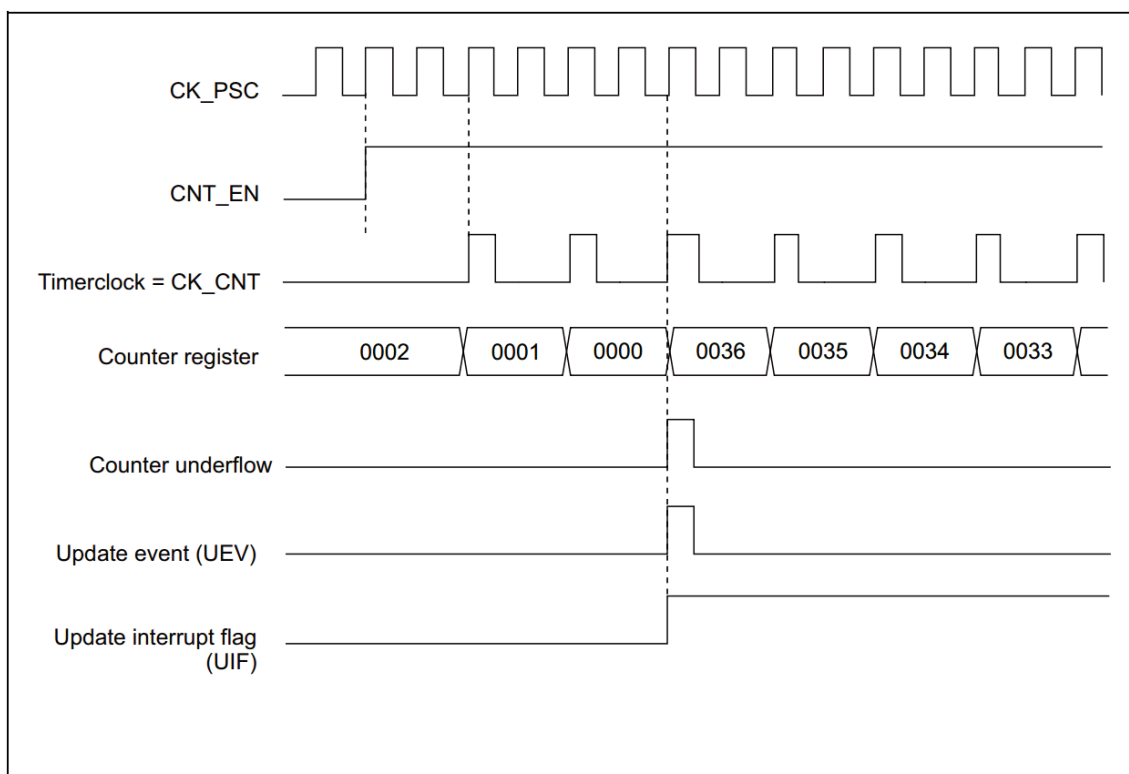 CK_PSC
CNT_EN
Timerclock = CK_CNT
Counter register
0002 0001 0000 0036 0035 0034 0033
Counter underflow
Update event (UEV)
Update interrupt flag
(UIF)